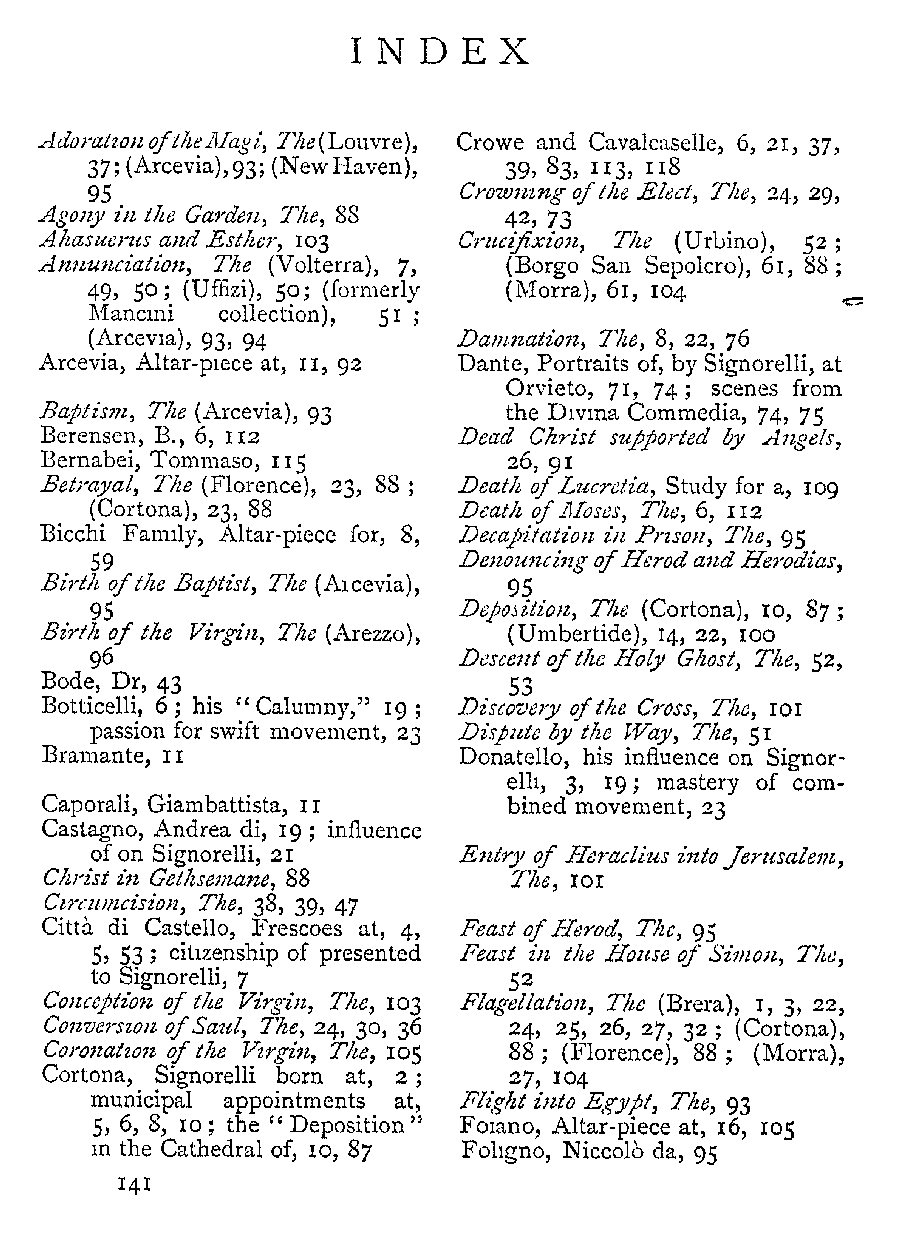 INDEX
Adoration of the Magi, The (Louvre),
37; (Arcevia), 93; (New Haven),
95
Agony in the Garden, The, 88
Ahasuerus and Esther, 103
Annunciation, The (Volterra), 7,
49, 50; (Uffizi), 50; (formerly
Mancini collection), 51;
(Arcevia), 93, 94
Arcevia, Altar-piece at, 11, 92
Baptism, The (Arcevia), 93
Berensen, B., 6, 112
Bernabei, Tommaso, 115
Betrayal, The (Florence), 23, 88;
(Cortona), 23, 88
Bicchi Family, Altar-piece for, 8,
59
Birth of the Baptist, The (Arcevia),
95
Birth of the Virgin, The (Arezzo),
96
Bode, Dr, 43
Botticelli, 6; his "Calumny," 19;
passion for swift movement, 23
Bramante, 11
Caporali, Giambattista, 11
Castagno, Andrea di, 19; influence
of on Signorelli, 21
Christ in Gethsemane, 88
Circumcision, The, 38, 39, 47
Città di Castello, Frescoes at, 4,
5, 53; citizenship of presented
to Signorelli, 7
Conception of the Virgin, The, 103
Conversion of Saul, The, 24, 30, 36
Coronation of the Virgin, The, 105
Cortona, Signorelli born at, 2;
municipal appointments at,
5, 6, 8, 10; the "Deposition"
in the Cathedral of, 10, 87
Crowe and Cavalcaselle, 6, 21, 37,
39, 83, 113, 118
Crowning of the Elect, The, 24, 29,
42, 73
Crucifixion, The (Urbino), 52;
(Borgo San Sepolcro), 61, 88;
(Morra), 61, 104
Damnation, The, 8, 22, 76
Dante, Portraits of, by Signorelli, at
Orvieto, 71, 74; scenes from
the Divina Commedia, 74, 75
Dead Christ supported by Angels,
26, 91
Death of Lucretia, Study for a, 109
Death of Moses, The, 6, 112
Decapitation in Prison, The, 95
Denouncing of Herod and Herodias,
95
Deposition, The (Cortona), 10, 87;
(Umbertide), 14, 22, 100
Descent of the Holy Ghost, The, 52,
53
Discovery of the Cross, The, 101
Dispute by the Way, The, 51
Donatello, his influence on Signor-
elli, 3, 19; mastery of com-
bined movement, 23
Entry of Heraclius into Jerusalem,
The, 101
Feast of Herod, The, 95
Feast in the House of Simon, The,
52
Flagellation, The (Brera), 1, 3, 22,
24, 25, 26, 27, 32; (Cortona),
88; (Florence), 88; (Morra),
27, 104
Flight into Egypt, The, 93
Foiano, Altar-piece at, 16, 105
Foligno, Niccolò da, 95
141